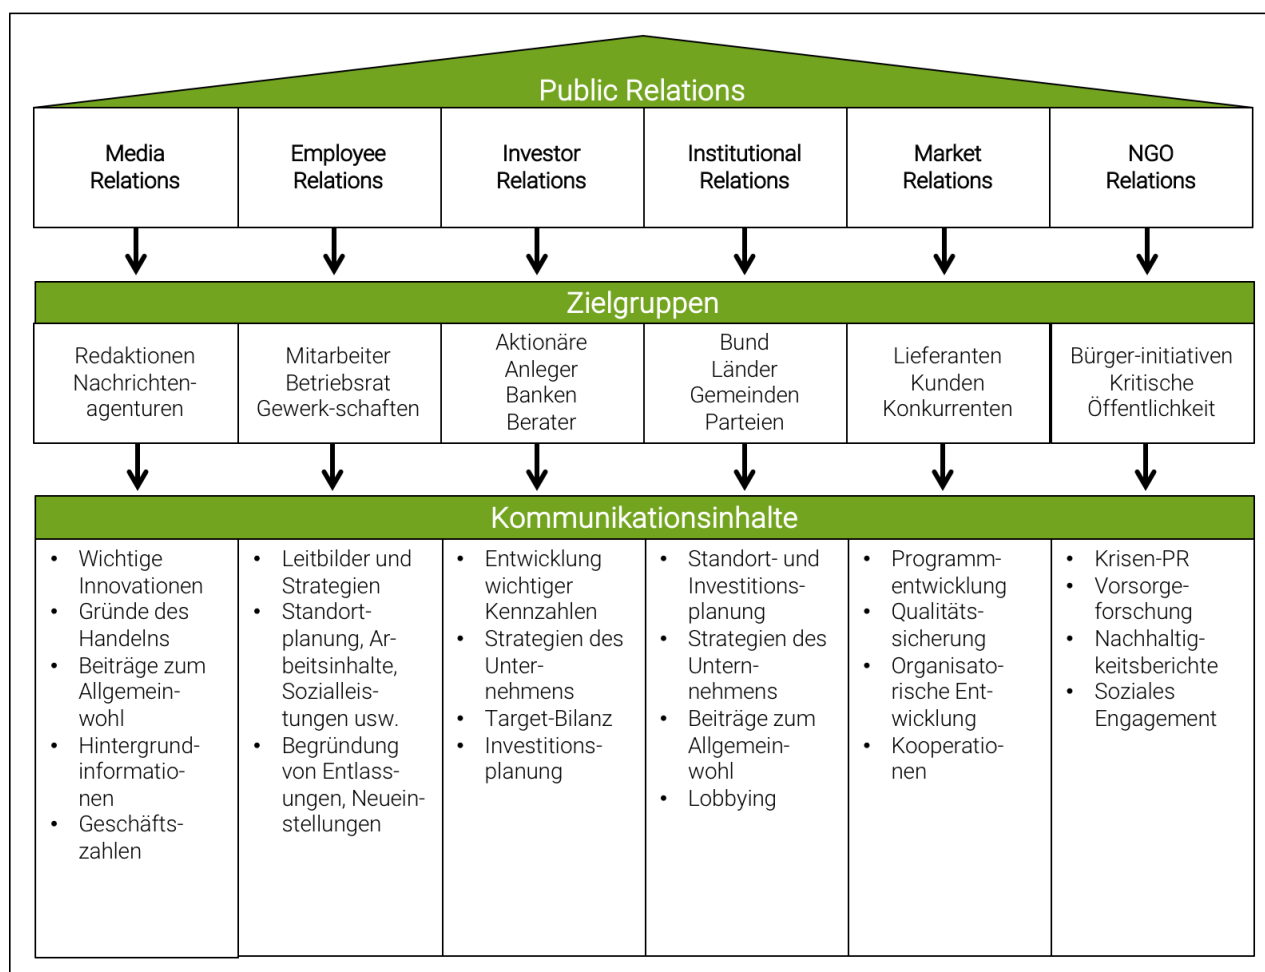 Public Relations
Media
Relations
Employee
Relations
Investor
Relations
Institutional
Relations
Market
Relations
NGO
Relations
Zielgruppen
Redaktionen
Nachrichten-
agenturen
Mitarbeiter
Betriebsrat
Gewerk-schaften
Aktionäre
Anleger
Banken
Berater
Bund
Länder
Gemeinden
Parteien
Lieferanten
Kunden
Konkurrenten
Bürger-initiativen
Kritische
Öffentlichkeit
Kommunikationsinhalte
• Wichtige
Innovationen
• Gründe des
Handelns
• Beiträge zum
Allgemein-
wohl
• Hintergrund-
informatio-
nen
• Geschäfts-
zahlen
• Leitbilder und
Strategien
• Standort-
planung, Ar-
beitsinhalte,
Sozialleis-
tungen usw.
• Begründung
von Entlass-
ungen, Neuein-
stellungen
• Entwicklung
wichtiger
Kennzahlen
• Strategien des
Unter-
nehmens
• Target-Bilanz
• Investitions-
planung
• Standort- und
Investitions-
planung
• Strategien des
Unternn-
nehmens
• Beiträge zum
Allgemein-
wohl
• Lobbying
• Programm-
entwicklung
• Qualitäts-
sicherung
• Organisato-
rische Ent-
wicklung
• Kooperatio-
nen
• Krisen-PR
• Vorsorge-
forschung
• Nachhaltig-
keitsberichte
• Soziales
Engagement